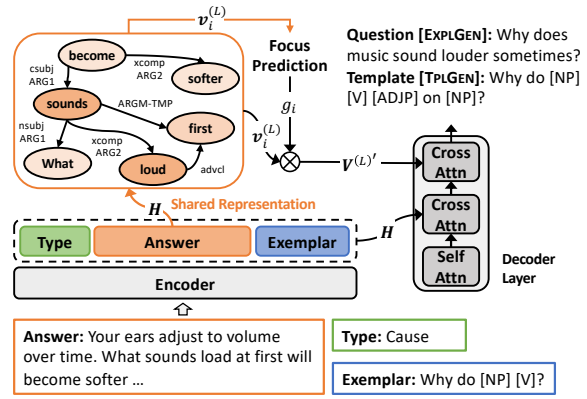 v_i^(L)
Focus
Prediction
g_i
v_i^(L)
V^(L)′
become
csubj
ARG1
xcomp
ARG2
softer
sounds
ARGM-TMP
first
nsubj
ARG1
xcomp
ARG2
What
loud
advcl
H
Shared Representation
Type
Answer
Exemplar
H
Encoder
Question [EXPLGEN]: Why does
music sound louder sometimes?
Template [TPLGEN]: Why do [NP]
[V] [ADJP] on [NP]?
Cross
Attn
Cross
Attn
Self
Attn
Decoder
Layer
Answer: Your ears adjust to volume
over time. What sounds load at first will
become softer ...
Type: Cause
Exemplar: Why do [NP] [V]?